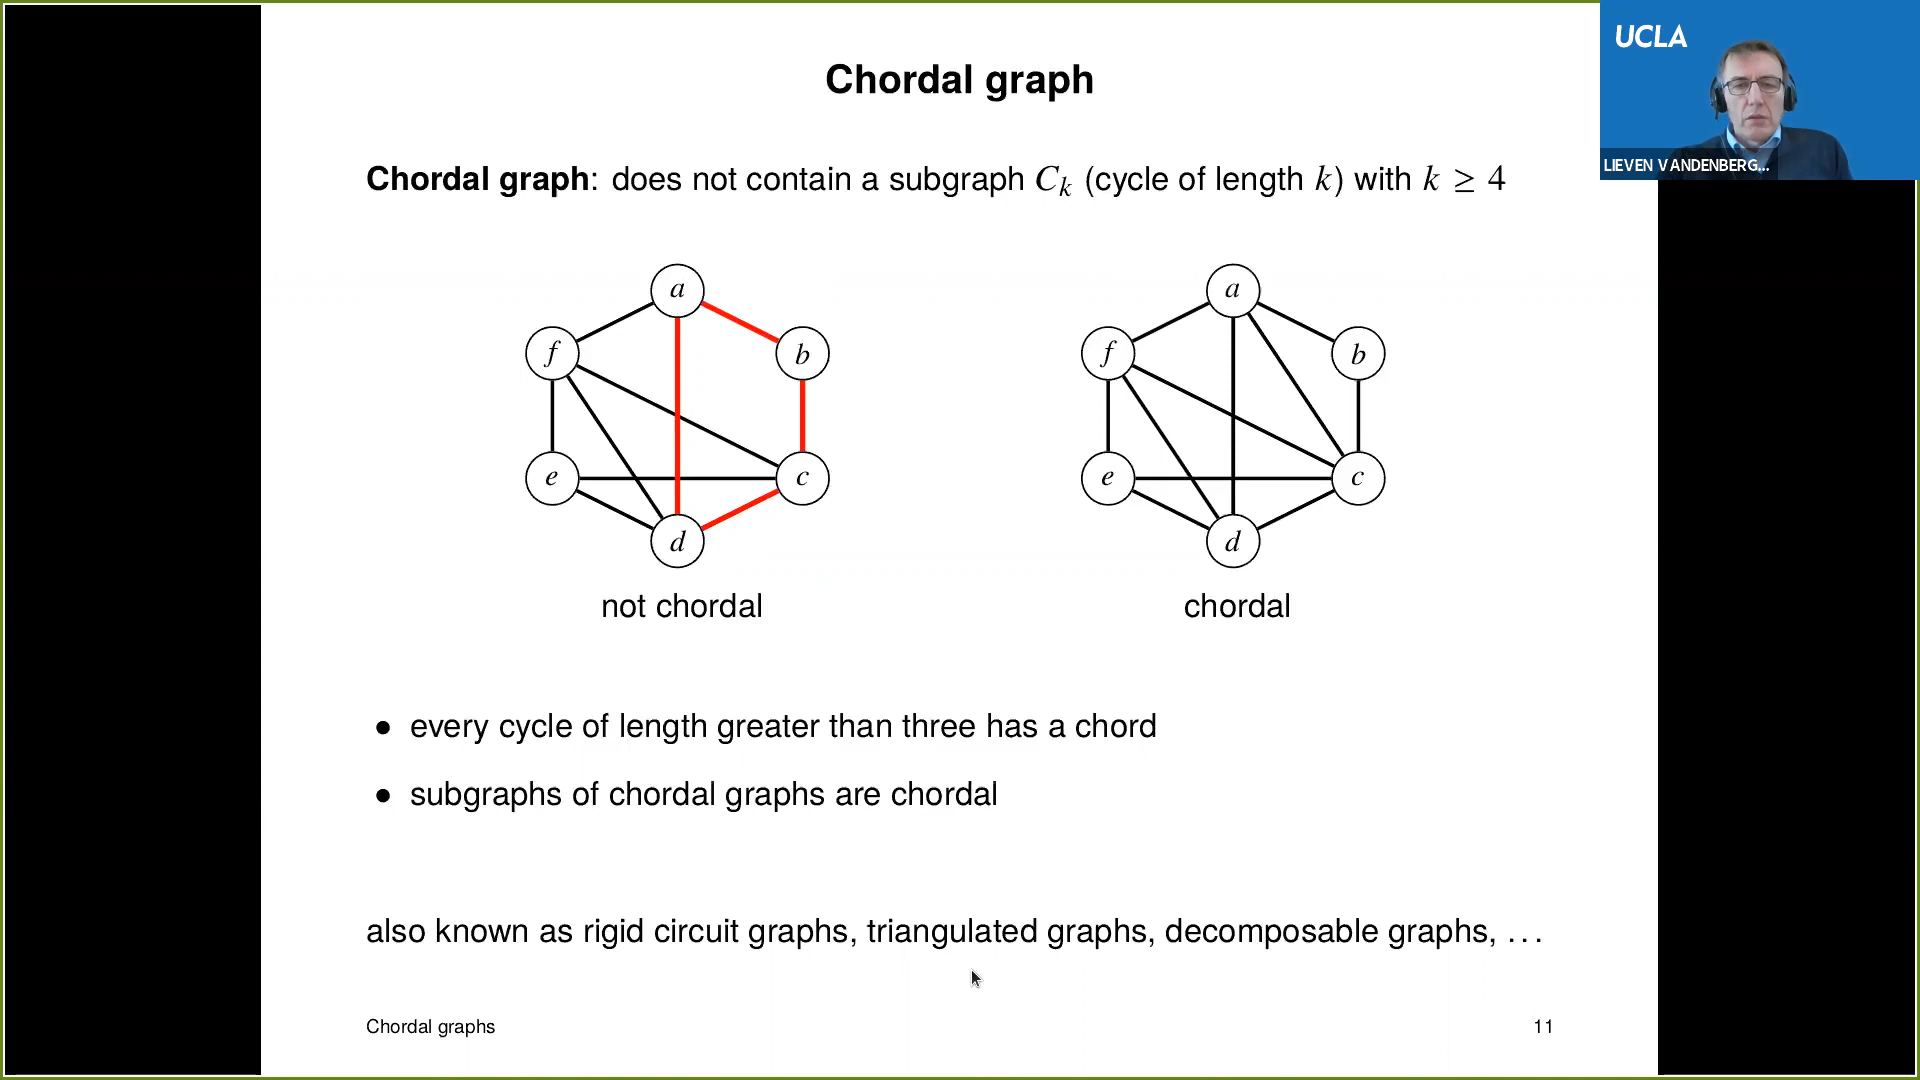 UCLA
LIEVEN VANDENBERG...
Chordal graph
Chordal graph: does not contain a subgraph Cₖ (cycle of length k) with k ≥ 4
a
f
b
e
c
d
not chordal
a
f
b
e
c
d
chordal
• every cycle of length greater than three has a chord
• subgraphs of chordal graphs are chordal
also known as rigid circuit graphs, triangulated graphs, decomposable graphs, ...
Chordal graphs
11